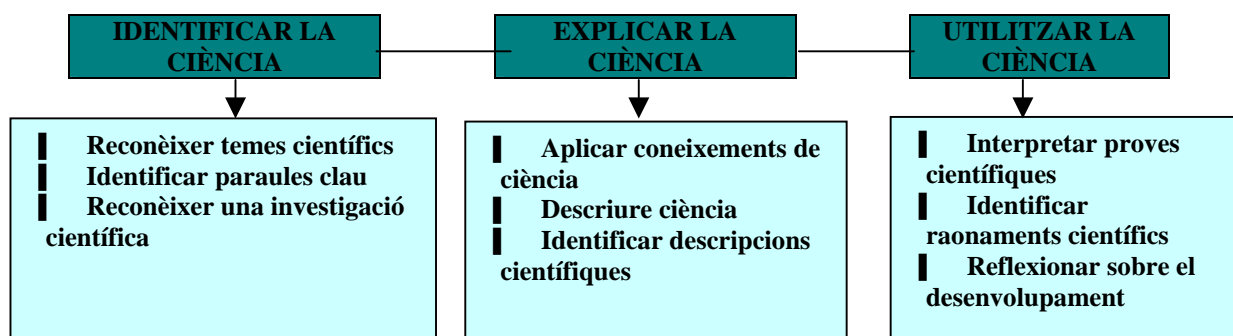 IDENTIFICAR LA
CIÈNCIA
EXPLICAR LA
CIÈNCIA
UTILITZAR LA
CIÈNCIA
Reconèixer temes científics
Identificar paraules clau
Reconèixer una investigació
científica
Aplicar coneixements de
ciència
Descriure ciència
Identificar descripcions
científiques
Interpretar proves
científiques
Identificar
raonaments científics
Reflexionar sobre el
desenvolupament